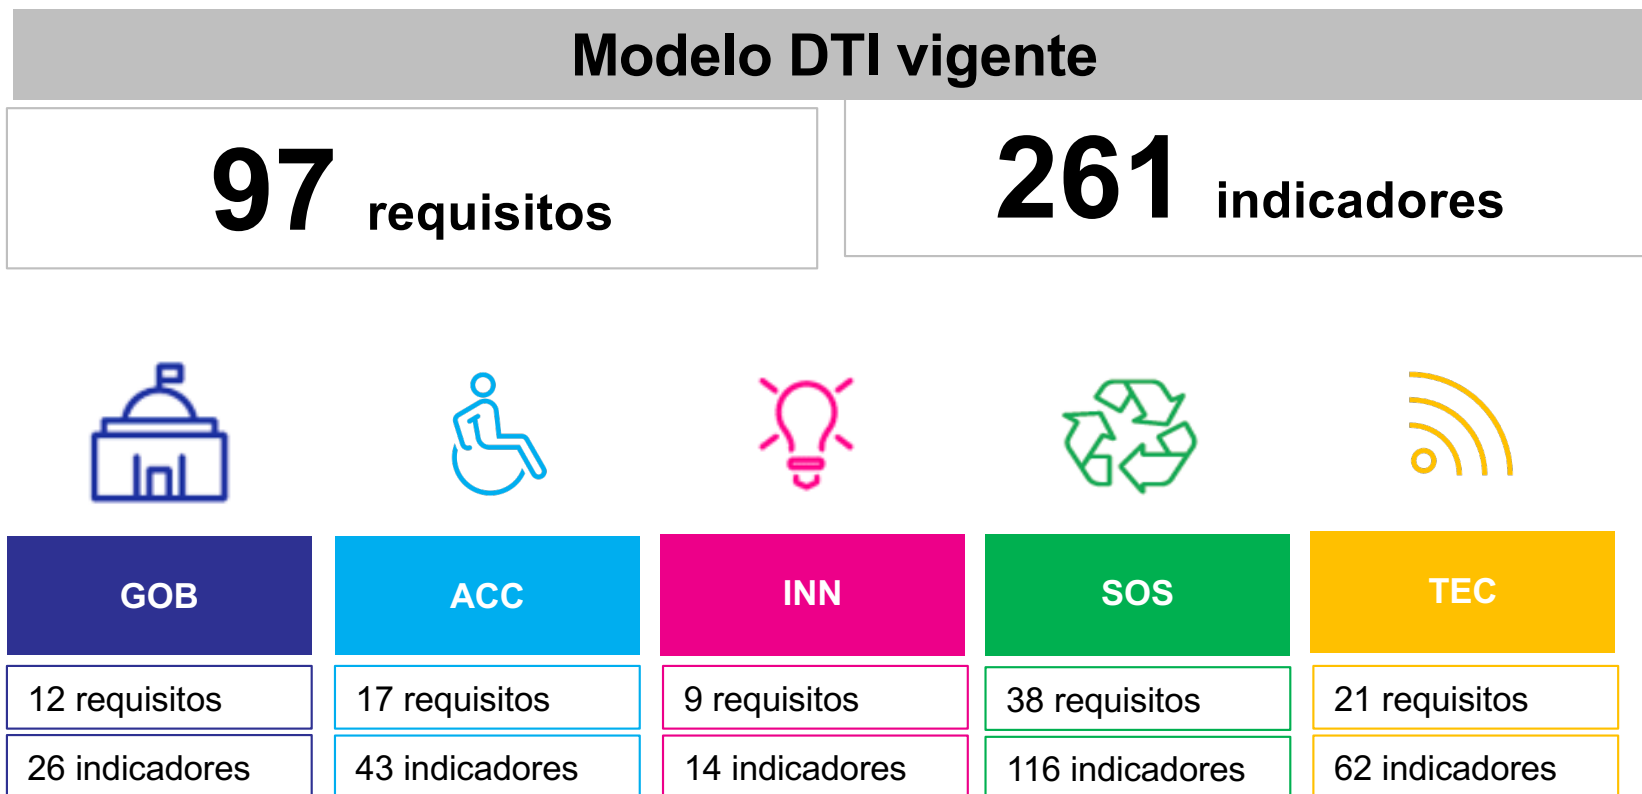 Modelo DTI vigente
97 requisitos
261 indicadores
GOB
ACC
INN
SOS
TEC
12 requisitos
17 requisitos
9 requisitos
38 requisitos
21 requisitos
26 indicadores
43 indicadores
14 indicadores
116 indicadores
62 indicadores